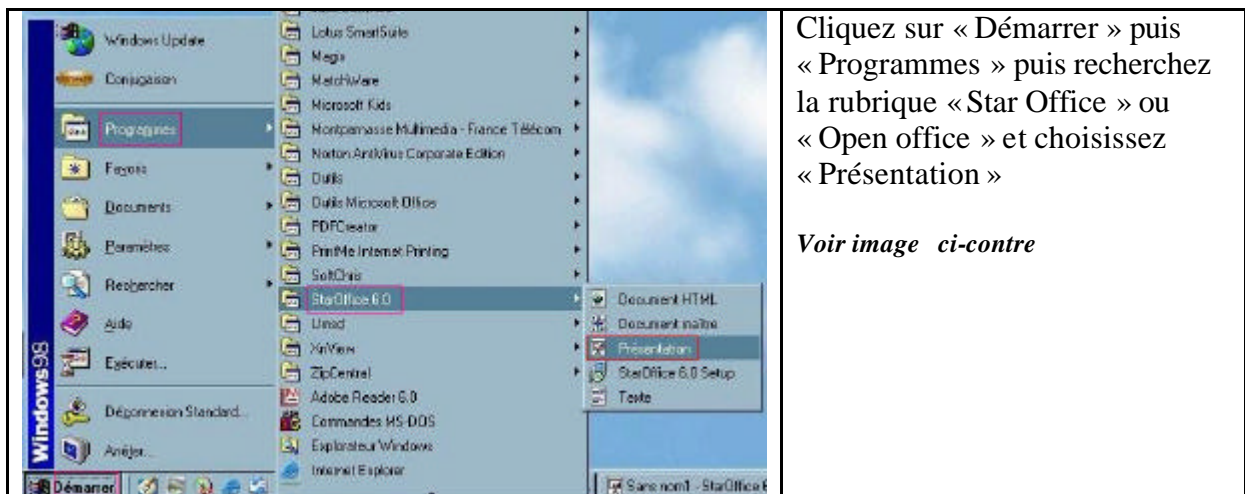 Windows Update
Conjugaison
Programmes
Favoris
Documents
Paramètres
Rechercher
Aide
Exécuter...
Déconnexion Standard...
Arrêter...
Windows98
Démarrer
Lotus SmartSuite
Magix
MatchWare
Microsoft Kids
Montparnasse Multimedia - France Télécom
Norton AntiVirus Corporate Edition
Outils
Outils Microsoft Office
PDFCreator
PrintMe Internet Printing
StarOffice 6.0
XnView
ZipCentral
Adobe Reader 6.0
Commandes MS-DOS
Explorateur Windows
Internet Explorer
Document HTML
Document maître
Présentation
StarOffice 6.0 Setup
Texte
Sans nom1 - StarOffice 6
Cliquez sur « Démarrer » puis
« Programmes » puis recherchez
la rubrique « Star Office » ou
« Open office » et choisissez
« Présentation »
Voir image ci-contre